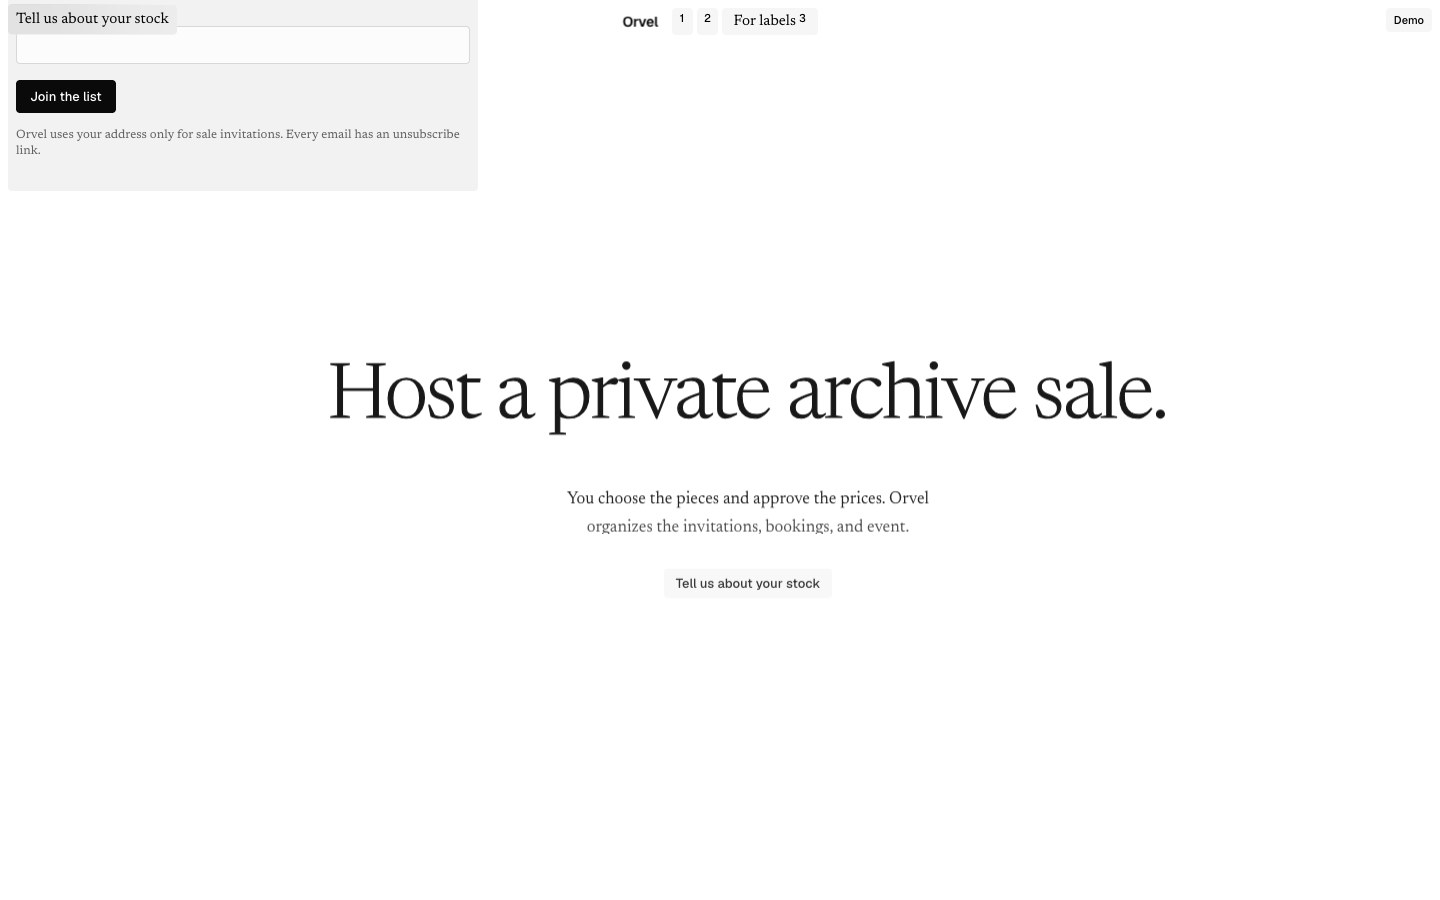 Tell us about your stock
Join the list
Orvel uses your address only for sale invitations. Every email has an unsubscribe
link.
Orvel 1 2 For labels 3
Demo
Host a private archive sale.
You choose the pieces and approve the prices. Orvel
organizes the invitations, bookings, and event.
Tell us about your stock